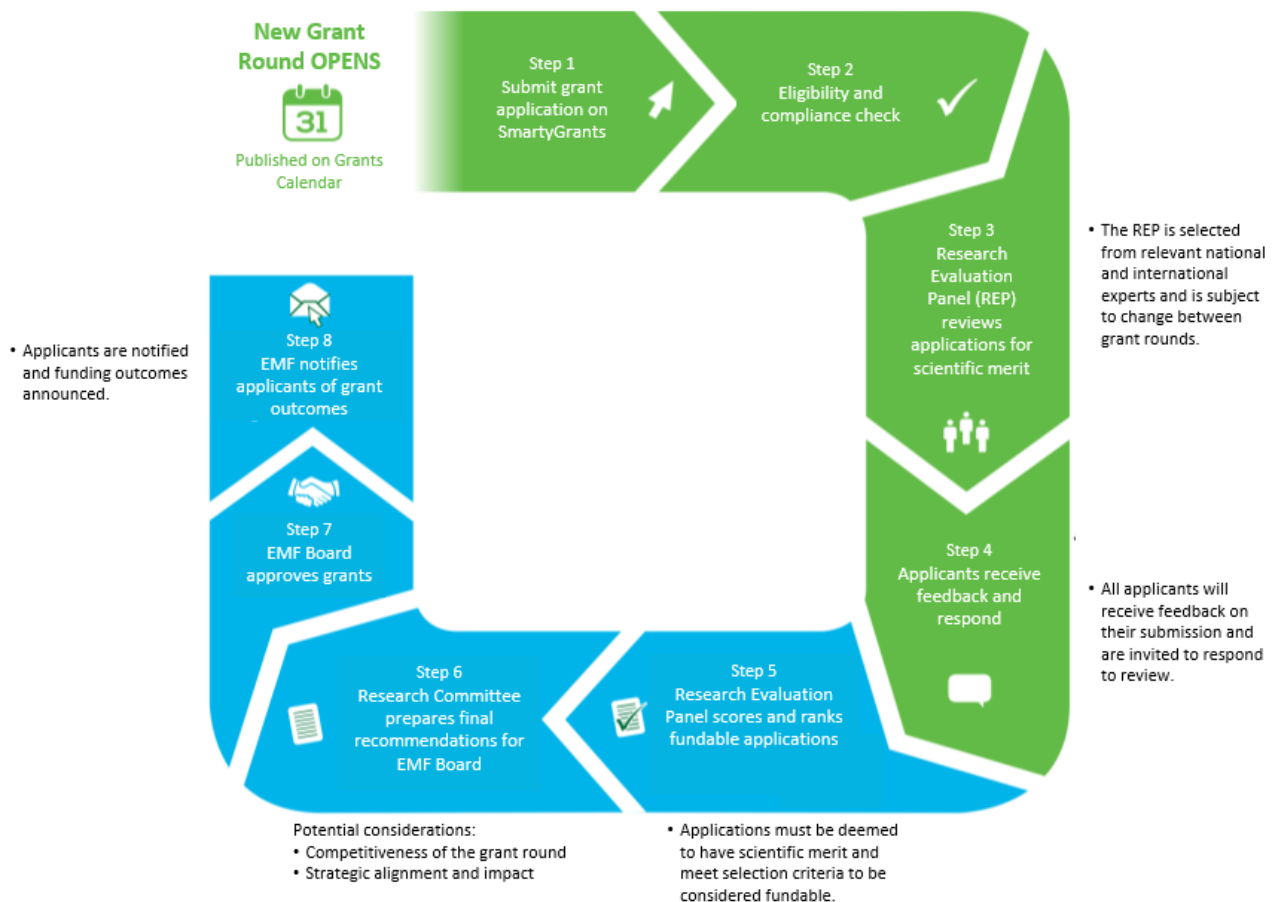 New Grant
Round OPENS
31
Published on Grants
Calendar
Step 1
Submit grant
application on
SmartyGrants
Step 2
Eligibility and
compliance check
Step 3
Research
Evaluation
Panel (REP)
reviews
applications for
scientific merit
• The REP is selected
from relevant national
and international
experts and is subject
to change between
grant rounds.
Step 4
Applicants receive
feedback and
respond
• All applicants will
receive feedback on
their submission and
are invited to respond
to review.
Step 5
Research Evaluation
Panel scores and ranks
fundable applications
• Applications must be deemed
to have scientific merit and
meet selection criteria to be
considered fundable.
Step 6
Research Committee
prepares final
recommendations for
EMF Board
Potential considerations:
• Competitiveness of the grant round
• Strategic alignment and impact
Step 7
EMF Board
approves grants
Step 8
EMF notifies
applicants of grant
outcomes
• Applicants are notified
and funding outcomes
announced.